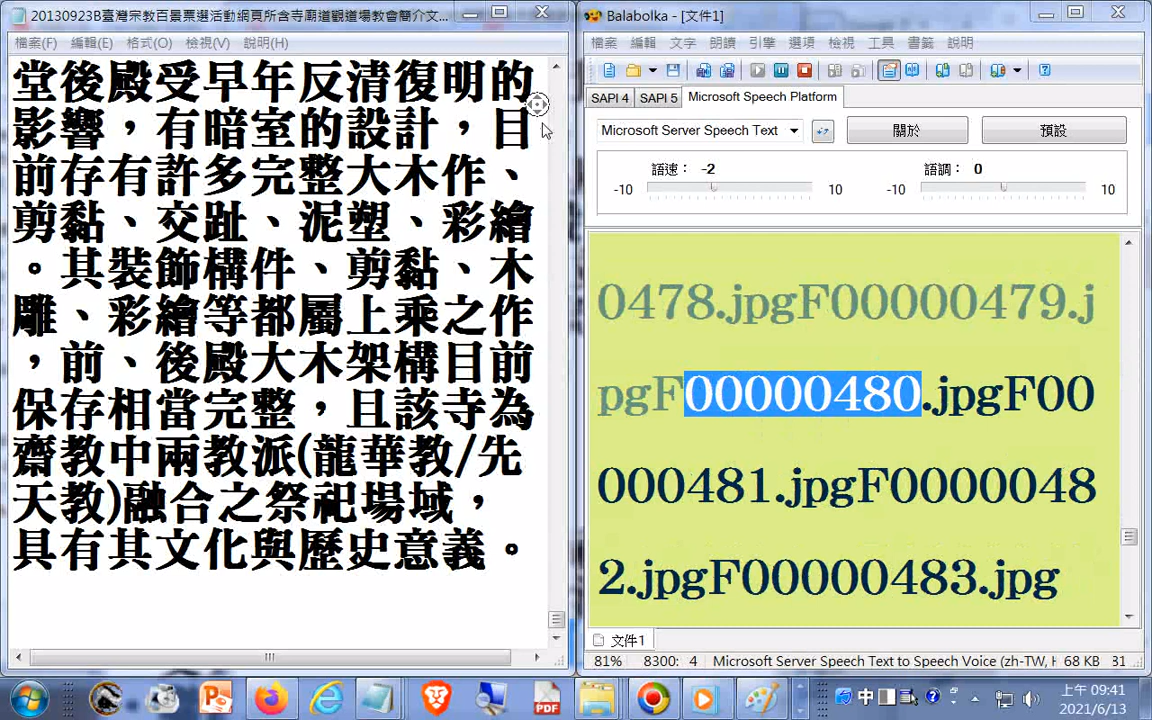 20130923B臺灣宗教百景票選活動網頁所含寺廟道觀道場教會簡介文...
檔案(F) 編輯(E) 格式(O) 檢視(V) 說明(H)
堂後殿受早年反清復明的
影響，有暗室的設計，目
前存有許多完整大木作、
剪黏、交趾、泥塑、彩繪
。其裝飾構件、剪黏、木
雕、彩繪等都屬上乘之作
，前、後殿大木架構目前
保存相當完整，且該寺為
齋教中兩教派(龍華教/先
天教)融合之祭祀場域，
具有其文化與歷史意義。
Balabolka - [文件1]
檔案 編輯 文字 朗讀 引擎 選項 檢視 工具 書籤 說明
SAPI 4 SAPI 5 Microsoft Speech Platform
Microsoft Server Speech Text 關於 預設
語速： -2 語調： 0
-10 10 -10 10
0478.jpgF00000479.j
pgF00000480.jpgF00
000481.jpgF0000048
2.jpgF00000483.jpg
文件1
81% 8300: 4 Microsoft Server Speech Text to Speech Voice (zh-TW, H 68 KB 31
PDF 中 上午 09:41
2021/6/13